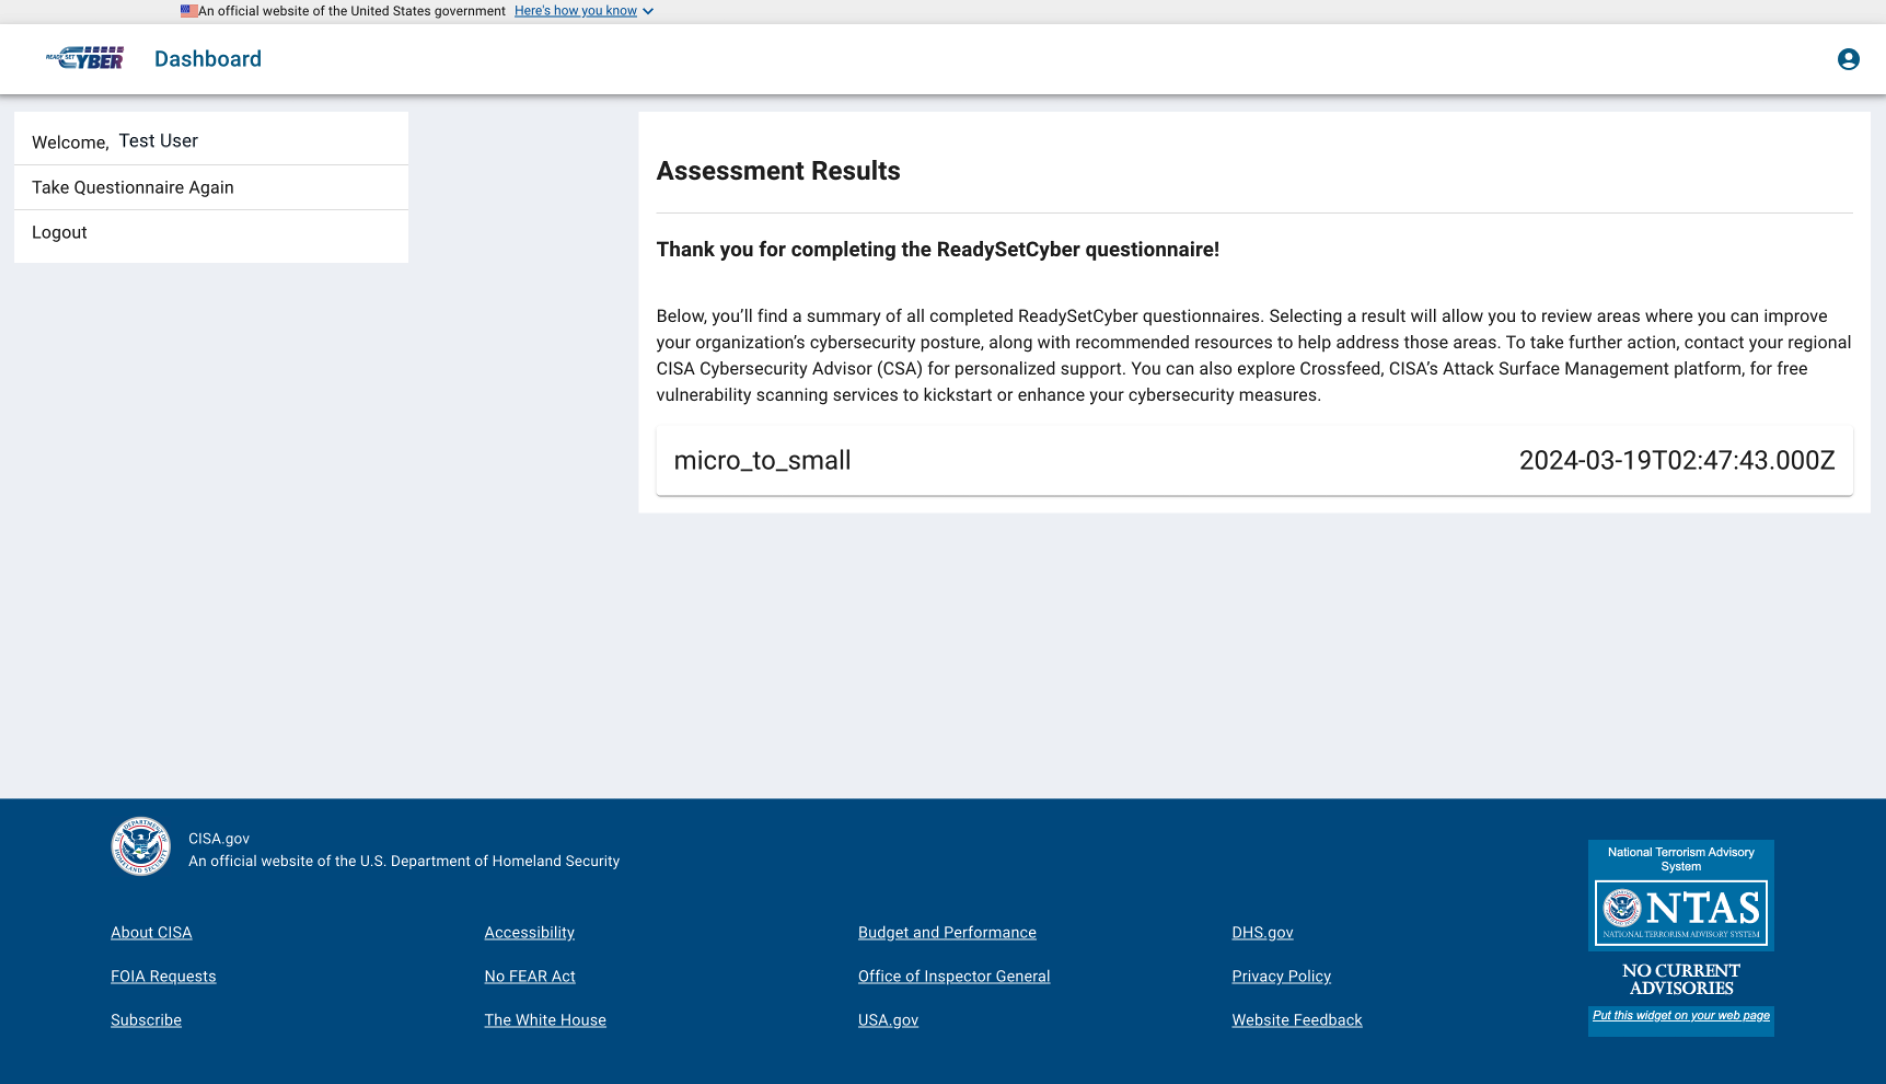 An official website of the United States government Here's how you know
READY SET CYBER Dashboard
Welcome, Test User
Take Questionnaire Again
Logout
Assessment Results
Thank you for completing the ReadySetCyber questionnaire!
Below, you’ll find a summary of all completed ReadySetCyber questionnaires. Selecting a result will allow you to review areas where you can improve
your organization’s cybersecurity posture, along with recommended resources to help address those areas. To take further action, contact your regional
CISA Cybersecurity Advisor (CSA) for personalized support. You can also explore Crossfeed, CISA’s Attack Surface Management platform, for free
vulnerability scanning services to kickstart or enhance your cybersecurity measures.
micro_to_small 2024-03-19T02:47:43.000Z
U.S. DEPARTMENT OF HOMELAND SECURITY
CISA.gov
An official website of the U.S. Department of Homeland Security
About CISA
Accessibility
Budget and Performance
DHS.gov
FOIA Requests
No FEAR Act
Office of Inspector General
Privacy Policy
Subscribe
The White House
USA.gov
Website Feedback
National Terrorism Advisory
System
NTAS
NATIONAL TERRORISM ADVISORY SYSTEM
NO CURRENT
ADVISORIES
Put this widget on your web page